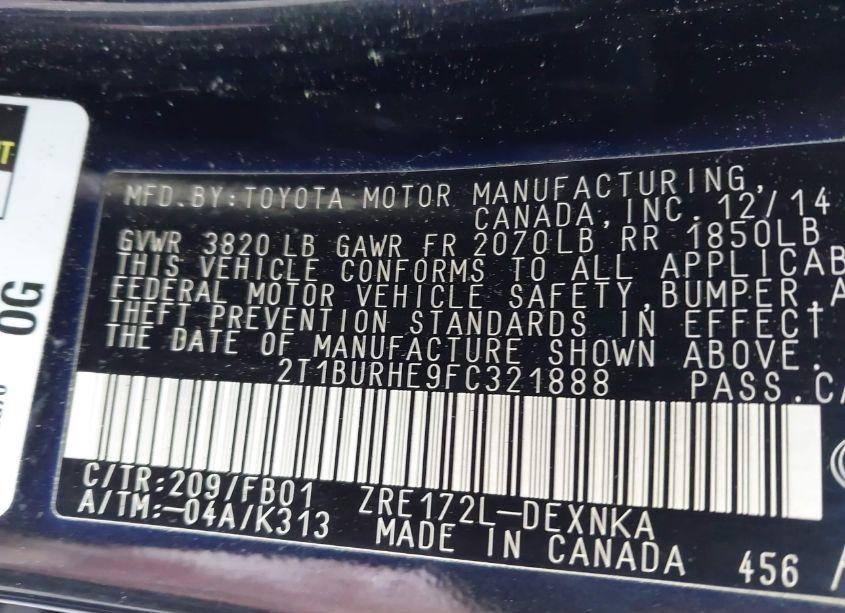 MFD.BY:TOYOTA MOTOR MANUFACTURING,
CANADA,INC. 12/14
GVWR 3820 LB GAWR FR 2070LB RR 1850LB
THIS VEHICLE CONFORMS TO ALL APPLICAB
FEDERAL MOTOR VEHICLE SAFETY,BUMPER,A
THEFT PREVENTION STANDARDS IN EFFECT
THE DATE OF MANUFACTURE SHOWN ABOVE.
2T1BURHE9FC321888 PASS.CA
C/TR:209/FB01 ZRE172L-DEXNKA
A/TM:-04A/K313 MADE IN CANADA 456
OG